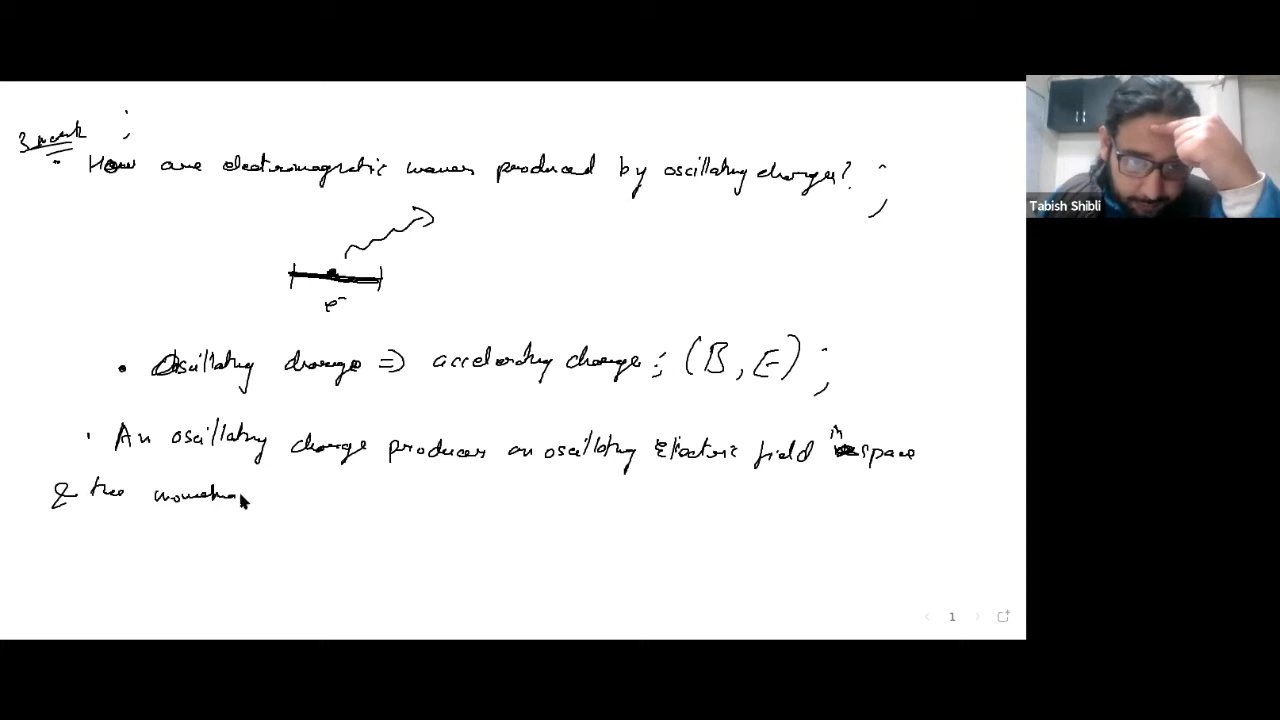 3 mark
• How are electromagnetic waves produced by oscillating charges?
e⁻
• Oscillating charge => accelerating charge ; (B, E) ;
• An oscillating charge produces an oscillating Electric field in space
& the
Tabish Shibli
1